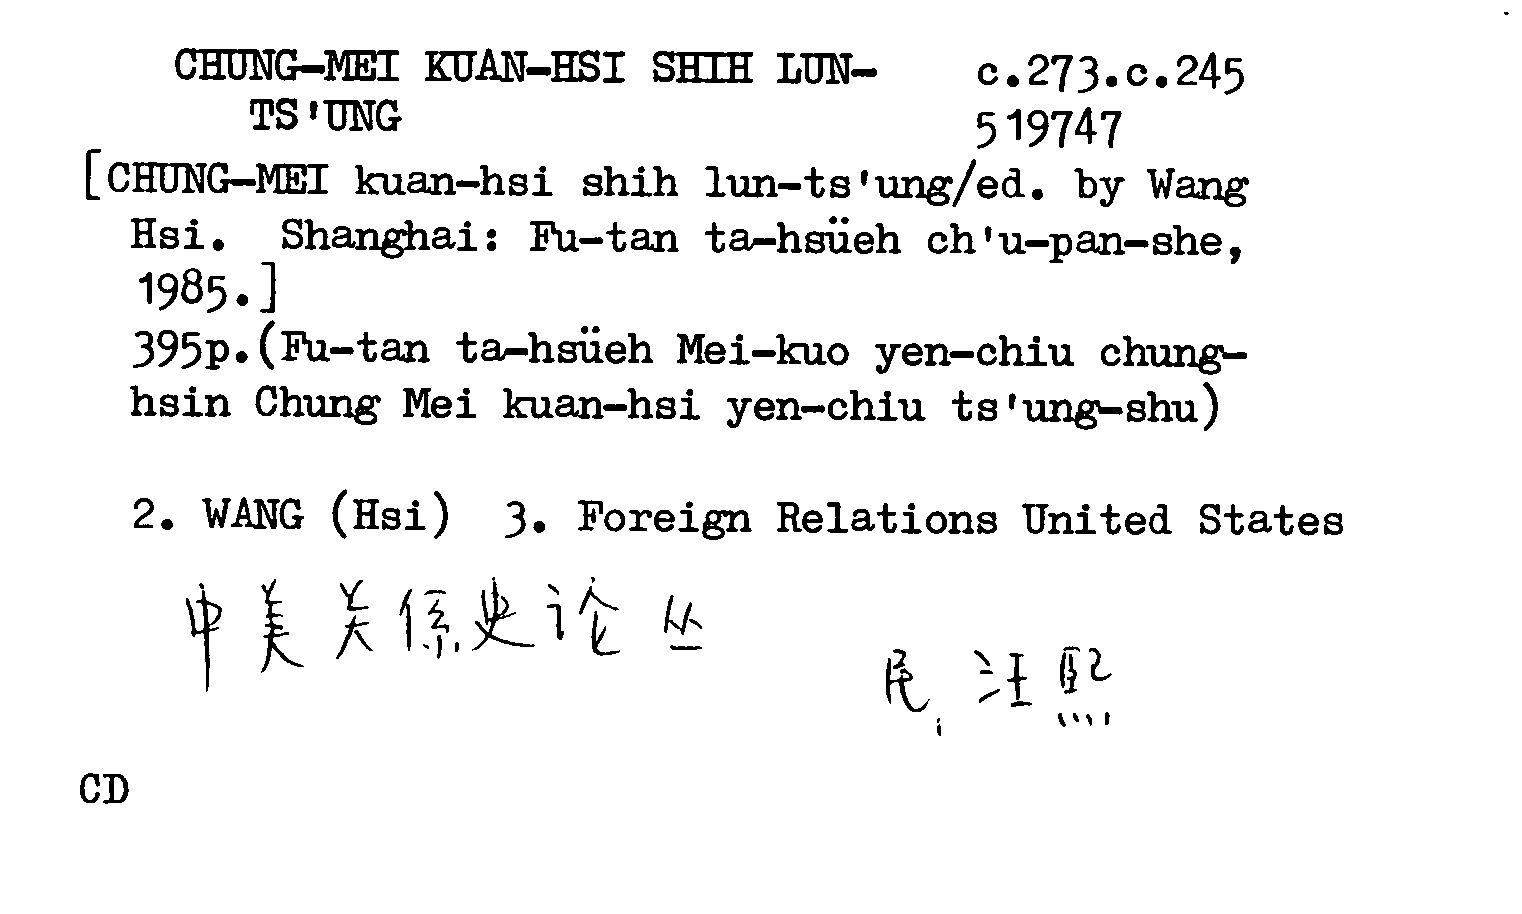 CHUNG-MEI KUAN-HSI SHIH LUN- c.273.c.245
TS'UNG 519747
[CHUNG-MEI kuan-hsi shih lun-ts'ung/ed. by Wang
Hsi. Shanghai: Fu-tan ta-hsüeh ch'u-pan-she,
1985.]
395p.(Fu-tan ta-hsüeh Mei-kuo yen-chiu chung-
hsin Chung Mei kuan-hsi yen-chiu ts'ung-shu)
2. WANG (Hsi) 3. Foreign Relations United States
中美关係史论丛
民, 汪熙
CD